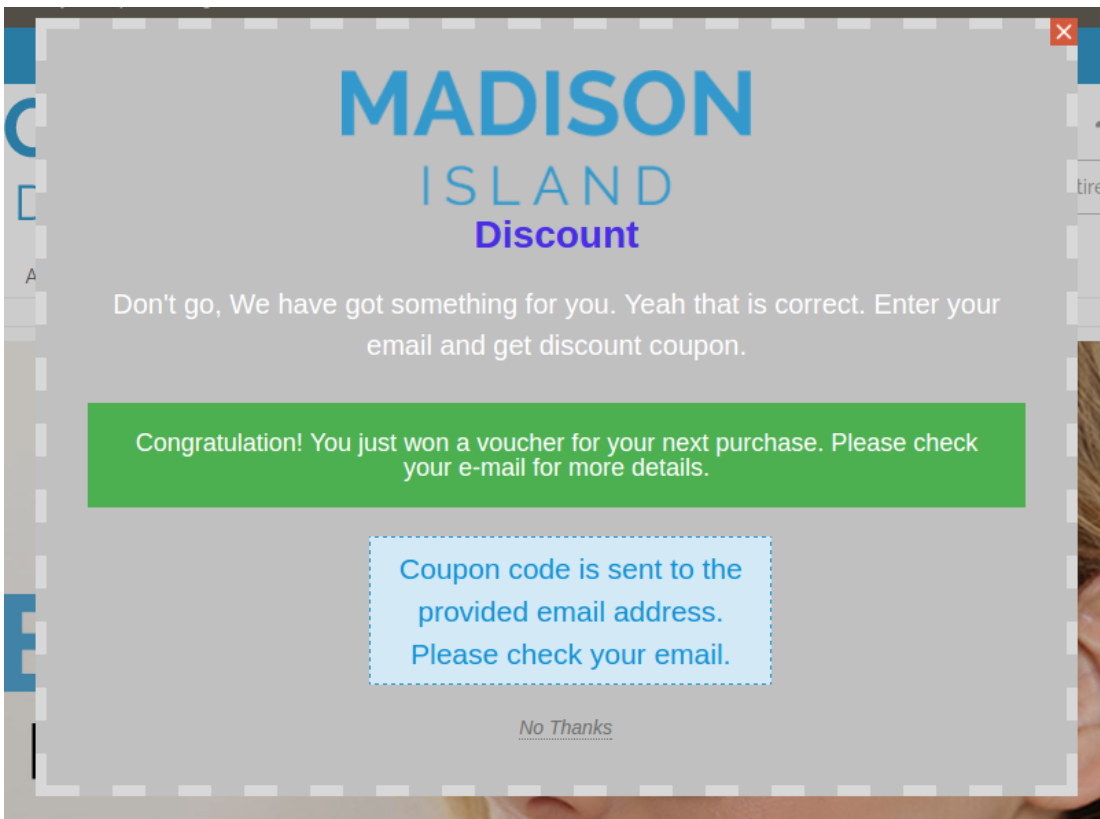 MADISON
ISLAND
Discount
Don't go, We have got something for you. Yeah that is correct. Enter your
email and get discount coupon.
Congratulation! You just won a voucher for your next purchase. Please check
your e-mail for more details.
Coupon code is sent to the
provided email address.
Please check your email.
No Thanks